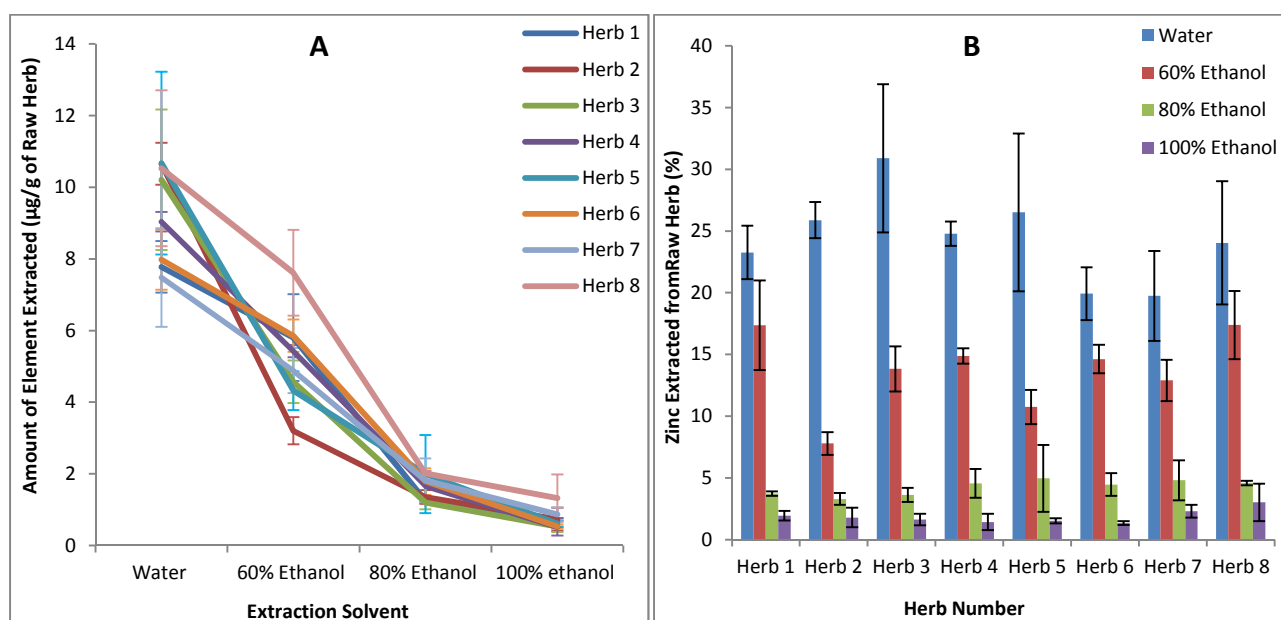 A
Amount of Element Extracted (µg/g of Raw Herb)
14
12
10
8
6
4
2
0
Water 60% Ethanol 80% Ethanol 100% ethanol
Extraction Solvent
Herb 1
Herb 2
Herb 3
Herb 4
Herb 5
Herb 6
Herb 7
Herb 8
B
Zinc Extracted fromRaw Herb (%)
40
35
30
25
20
15
10
5
0
Herb 1 Herb 2 Herb 3 Herb 4 Herb 5 Herb 6 Herb 7 Herb 8
Herb Number
Water
60% Ethanol
80% Ethanol
100% Ethanol